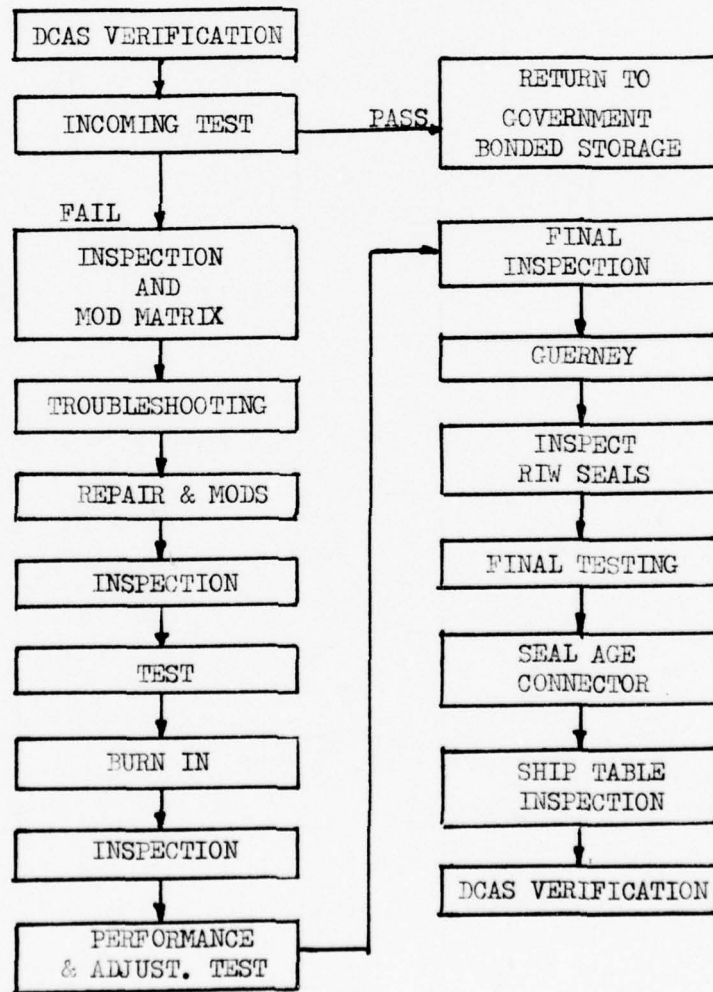 DCAS VERIFICATION
INCOMING TEST
PASS.
RETURN TO
GOVERNMENT
BONDED STORAGE
FAIL
INSPECTION
AND
MOD MATRIX
TROUBLESHOOTING
REPAIR & MODS
INSPECTION
TEST
BURN IN
INSPECTION
PERFORMANCE
& ADJUST. TEST
FINAL
INSPECTION
GUERNEY
INSPECT
RIW SEALS
FINAL TESTING
SEAL AGE
CONNECTOR
SHIP TABLE
INSPECTION
DCAS VERIFICATION